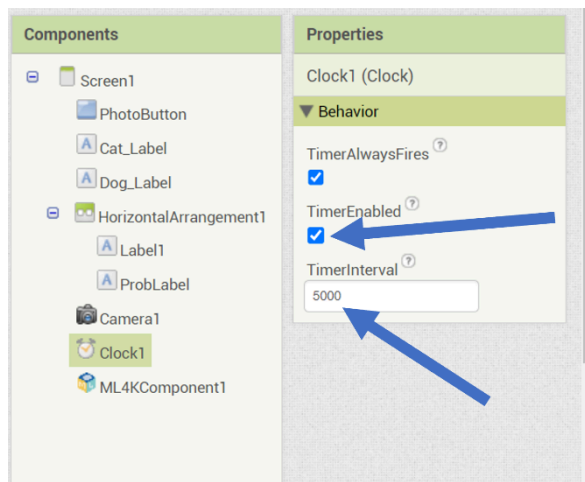 Components
Screen1
PhotoButton
Cat_Label
Dog_Label
HorizontalArrangement1
Label1
ProbLabel
Camera1
Clock1
ML4KComponent1
Properties
Clock1 (Clock)
Behavior
TimerAlwaysFires ?
TimerEnabled ?
TimerInterval ?
5000